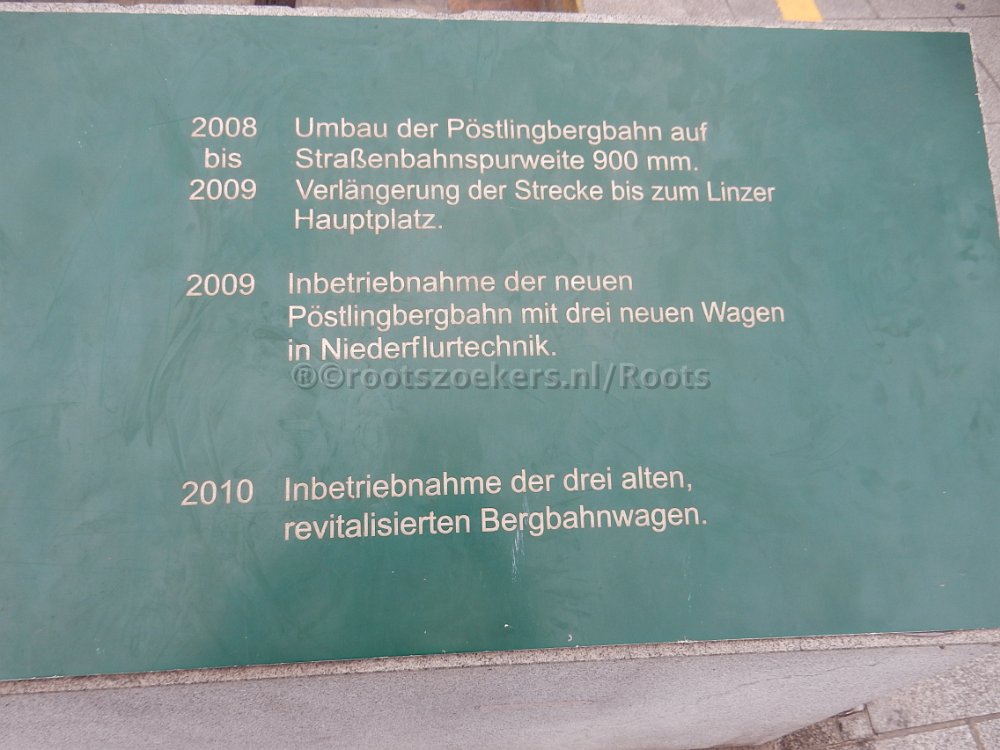 2008 Umbau der Pöstlingbergbahn auf
bis Straßenbahnspurweite 900 mm.
2009 Verlängerung der Strecke bis zum Linzer
Hauptplatz.
2009 Inbetriebnahme der neuen
Pöstlingbergbahn mit drei neuen Wagen
in Niederflurtechnik.
®©rootszoekers.nl/Roots
2010 Inbetriebnahme der drei alten,
revitalisierten Bergbahnwagen.